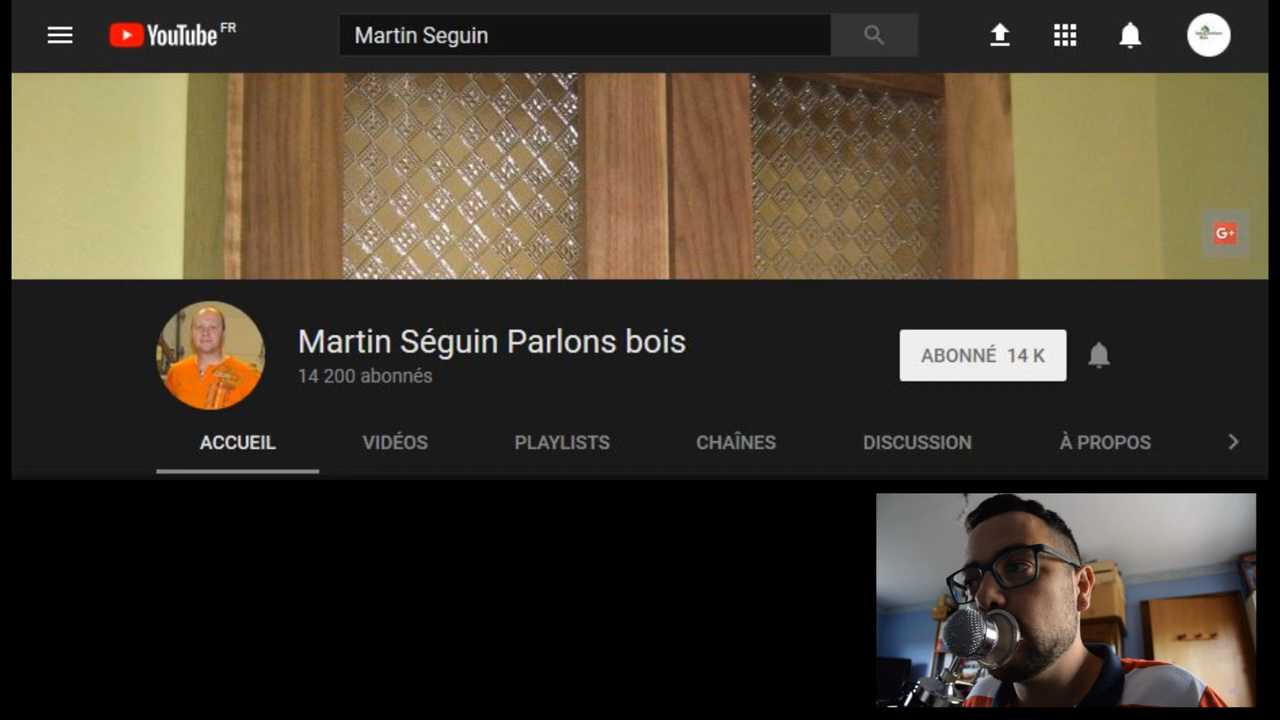 YouTube FR
Martin Seguin
G+
Martin Séguin Parlons bois
14 200 abonnés
ABONNÉ 14 K
ACCUEIL
VIDÉOS
PLAYLISTS
CHAÎNES
DISCUSSION
À PROPOS